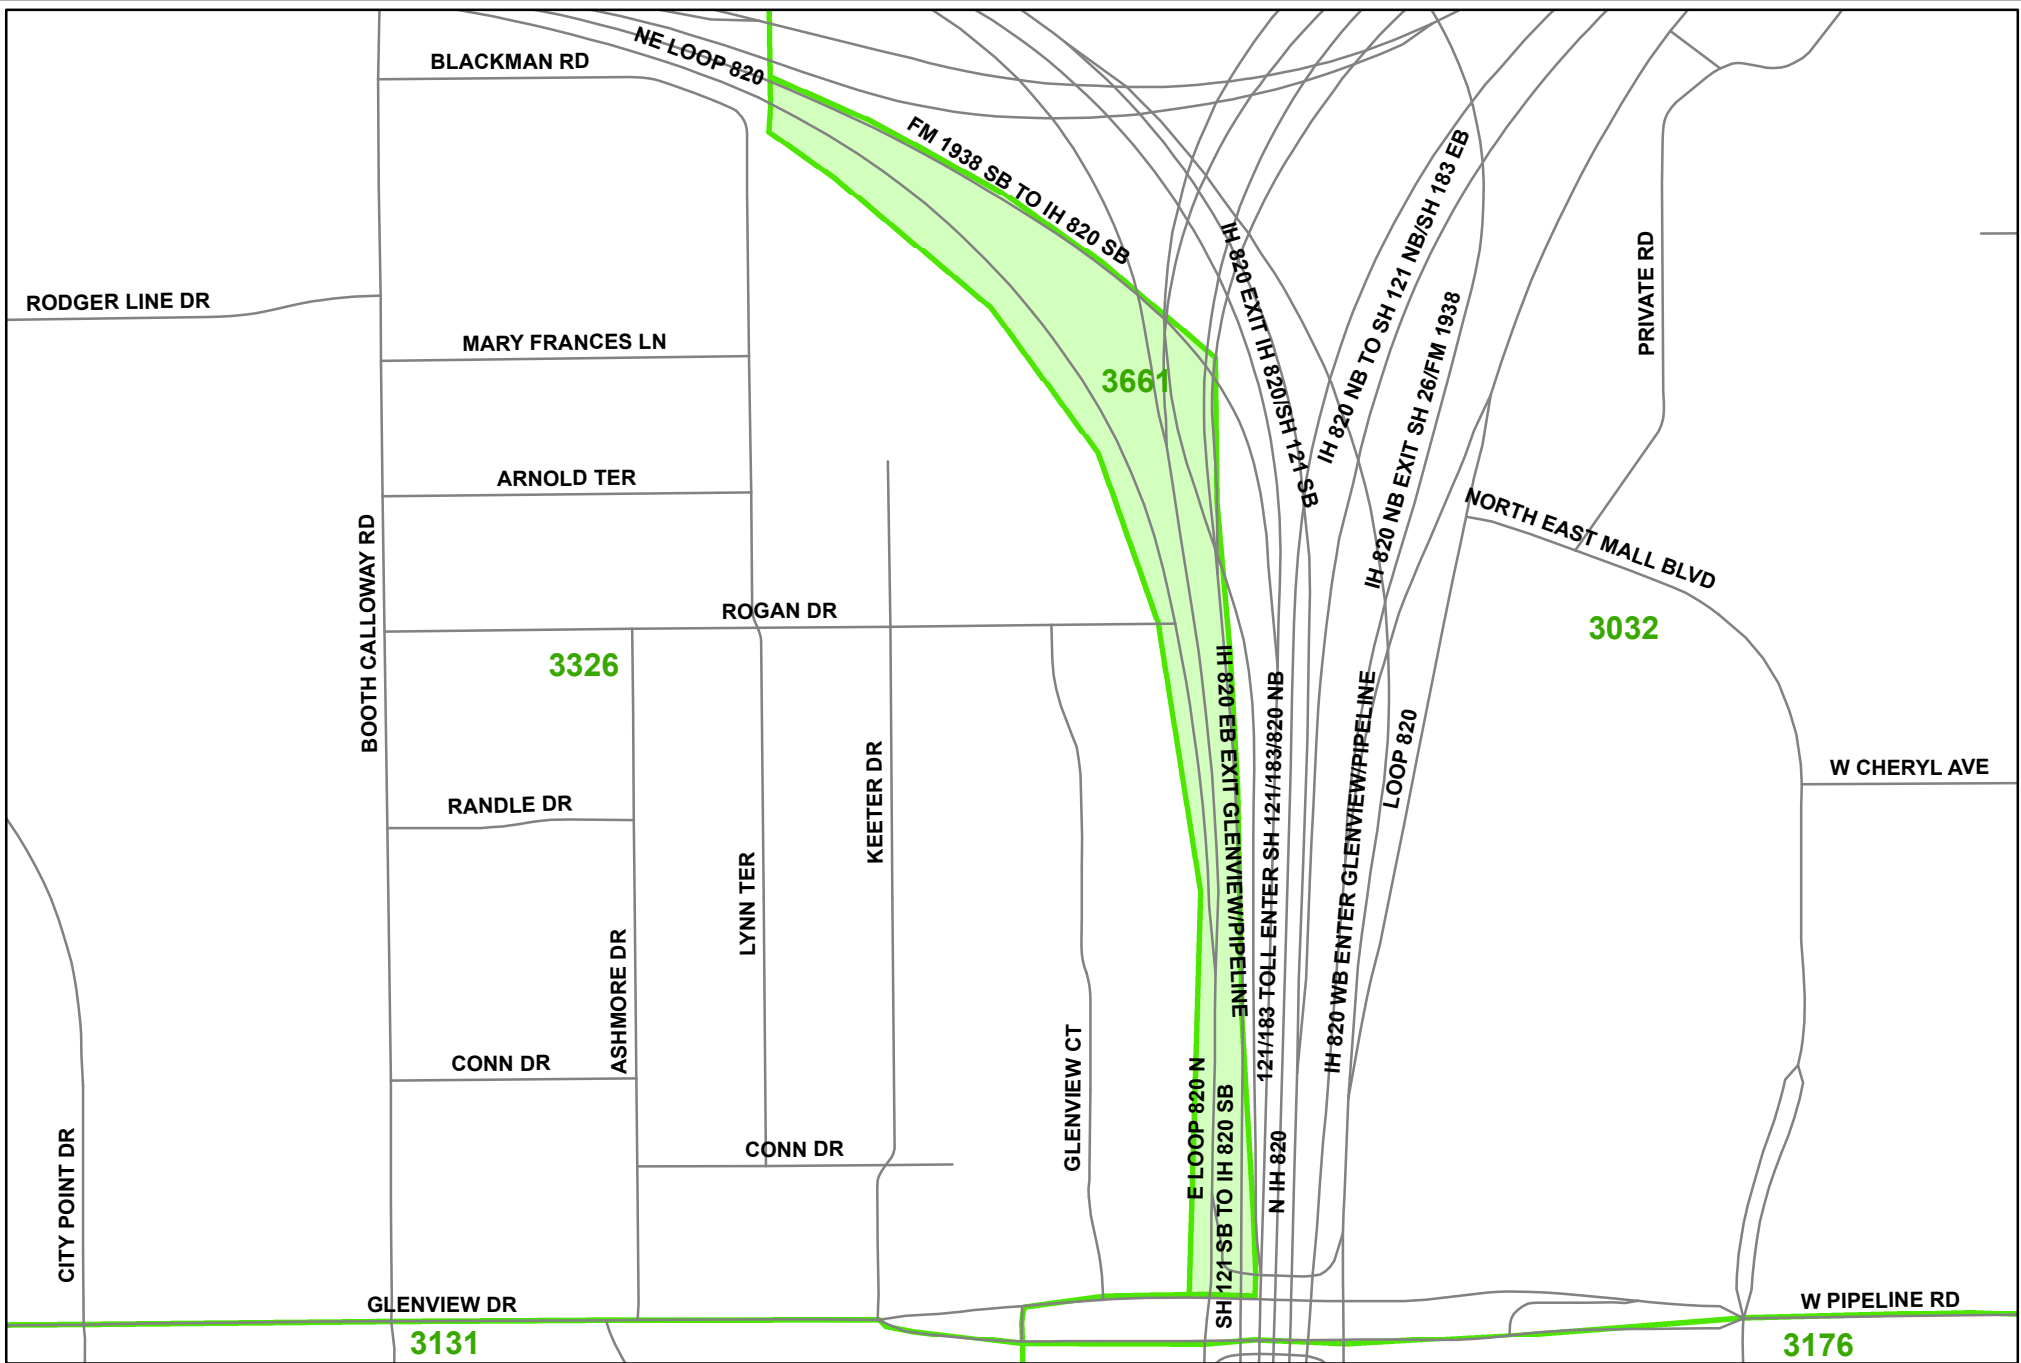 NE LOOP 820
BLACKMAN RD
FM 1938 SB TO IH 820 SB
IH 820 EXIT IH 820/SH 121 SB
IH 820 NB TO SH 121 NB/SH 183 EB
IH 820 NB EXIT SH 26/FM 1938
PRIVATE RD
RODGER LINE DR
MARY FRANCES LN
3661
ARNOLD TER
NORTH EAST MALL BLVD
BOOTH CALLOWAY RD
ROGAN DR
3032
3326
IH 820 EB EXIT GLENVIEW/PIPELINE
121/183 TOLL ENTER SH 121/183/820 NB
IH 820 WB ENTER GLENVIEW/PIPELINE
LOOP 820
W CHERYL AVE
RANDLE DR
KEETER DR
LYNN TER
ASHMORE DR
CONN DR
GLENVIEW CT
E LOOP 820 N
SH 121 SB TO IH 820 SB
N IH 820
CITY POINT DR
CONN DR
GLENVIEW DR
W PIPELINE RD
3131
3176